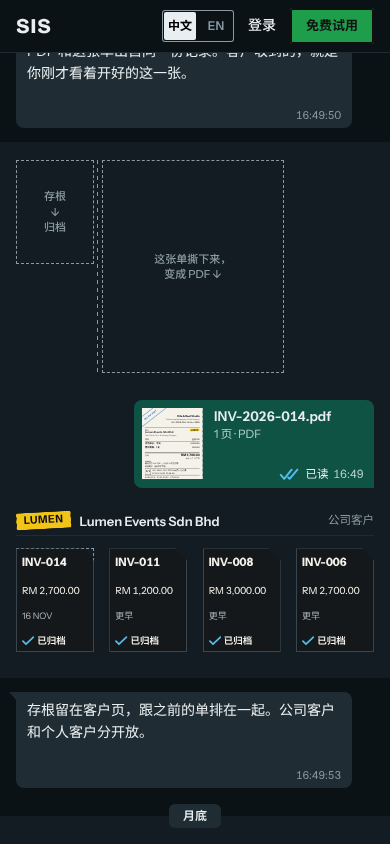 SIS
中文
EN
登录
免费试用
你刚才看着开好的这一张。
16:49:50
存根
↓
归档
这张单撕下来，
变成 PDF ↓
INV-2026-014.pdf
1 页 · PDF
已读 16:49
LUMEN
Lumen Events Sdn Bhd
公司客户
INV-014
RM 2,700.00
16 NOV
已归档
INV-011
RM 1,200.00
更早
已归档
INV-008
RM 3,000.00
更早
已归档
INV-006
RM 2,700.00
更早
已归档
存根留在客户页，跟之前的单排在一起。公司客户
和个人客户分开放。
16:49:53
月底